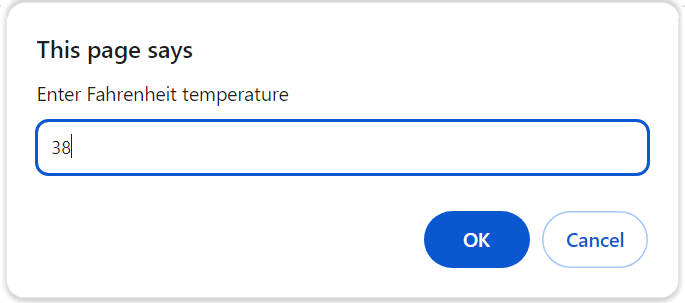 This page says
Enter Fahrenheit temperature
38
OK Cancel